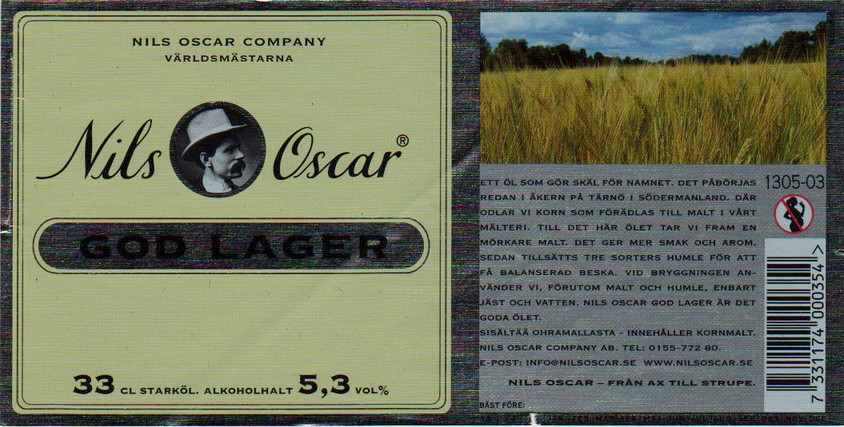 NILS OSCAR COMPANY
VÄRLDSMÄSTARNA
Nils Oscar®
GOD LAGER
33 CL STARKÖL. ALKOHOLHALT 5,3 VOL%
ETT ÖL SOM GÖR SKÄL FÖR NAMNET. DET PÅBÖRJAS
REDAN I ÅKERN PÅ TÄRNÖ I SÖDERMANLAND. DÄR
ODLAR VI KORN SOM FÖRÄDLAS TILL MALT I VÅRT
MÄLTERI. TILL DET HÄR ÖLET TAR VI FRAM EN
MÖRKARE MALT. DET GER MER SMAK OCH AROM.
SEDAN TILLSÄTTS TRE SORTERS HUMLE FÖR ATT
FÅ BALANSERAD BESKA. VID BRYGGNINGEN AN-
VÄNDER VI, FÖRUTOM MALT OCH HUMLE, ENBART
JÄST OCH VATTEN. NILS OSCAR GOD LAGER ÄR DET
GODA ÖLET.
SISÄLTÄÄ OHRAMALLASTA - INNEHÅLLER KORNMALT.
NILS OSCAR COMPANY AB. TEL: 0155-772 80.
E-POST: INFO@NILSOSCAR.SE WWW.NILSOSCAR.SE
NILS OSCAR – FRÅN AX TILL STRUPE.
BÄST FÖRE:
1305-03
7 331174 000354 >